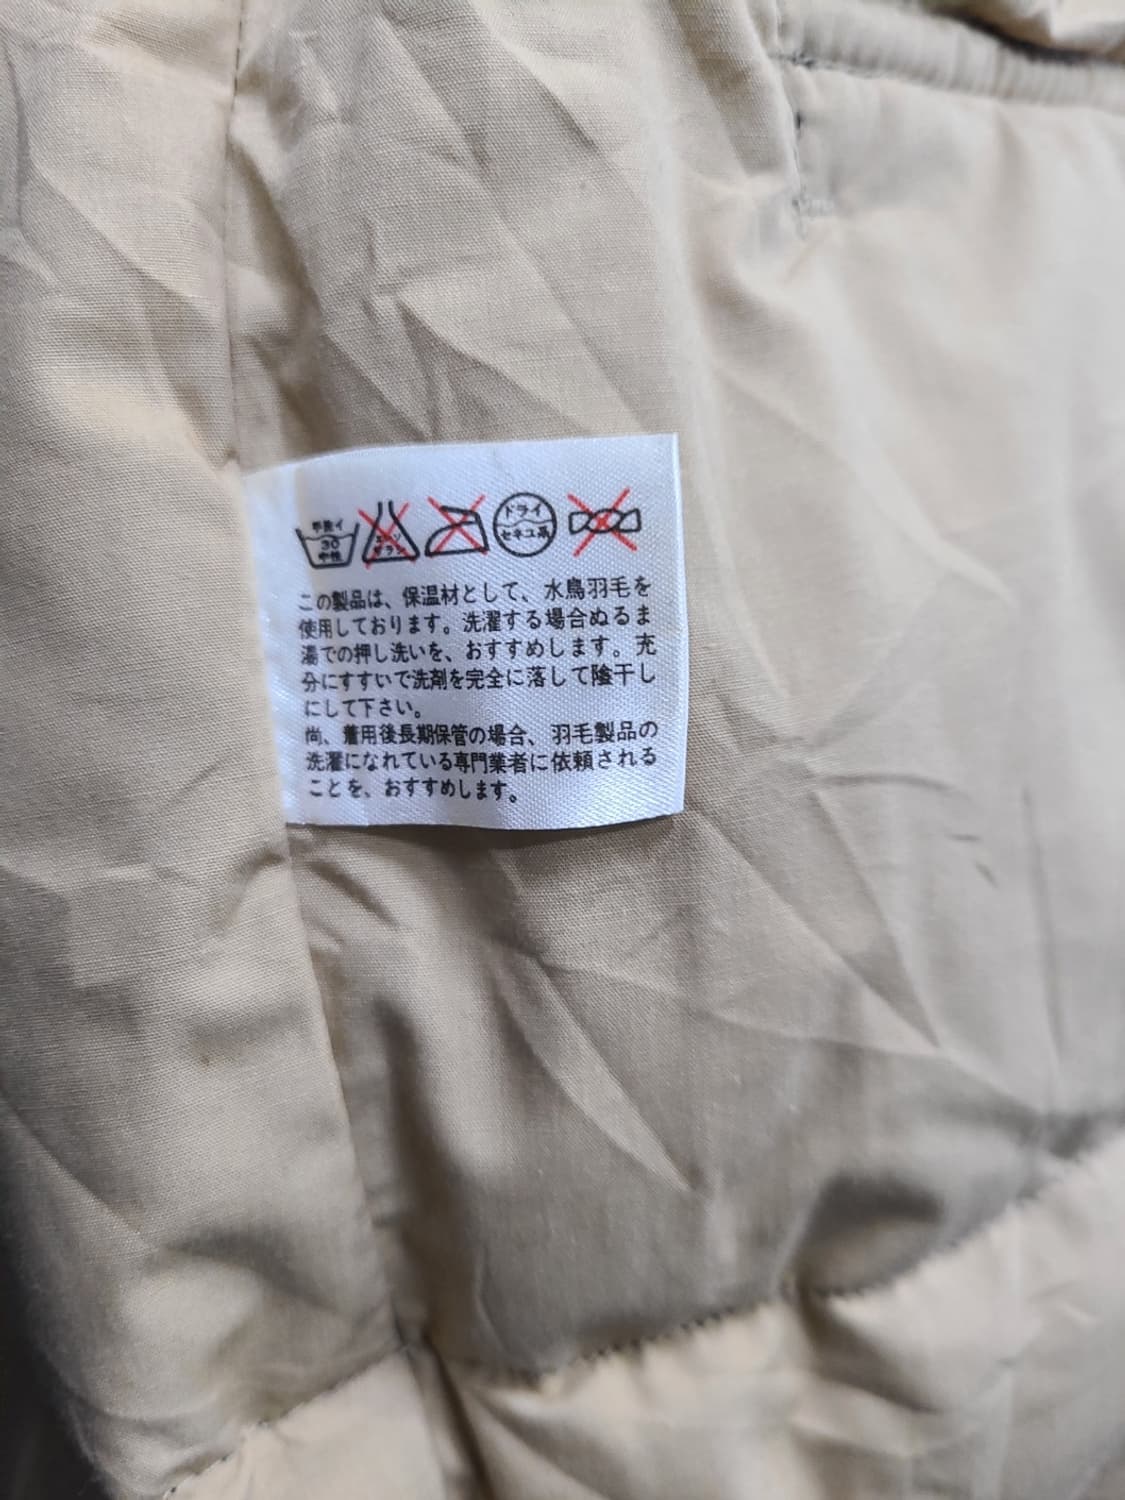 手洗イ
30
中性
エンソ
サラシ
ドライ
セキユ系
この製品は、保温材として、水鳥羽毛を
使用しております。洗濯する場合ぬるま
湯での押し洗いを、おすすめします。充
分にすすいで洗剤を完全に落して陰干し
にして下さい。
尚、着用後長期保管の場合、羽毛製品の
洗濯になれている専門業者に依頼される
ことを、おすすめします。